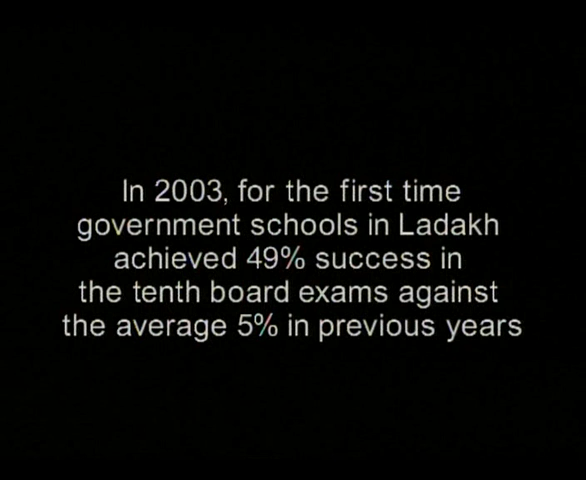 In 2003, for the first time
government schools in Ladakh
achieved 49% success in
the tenth board exams against
the average 5% in previous years